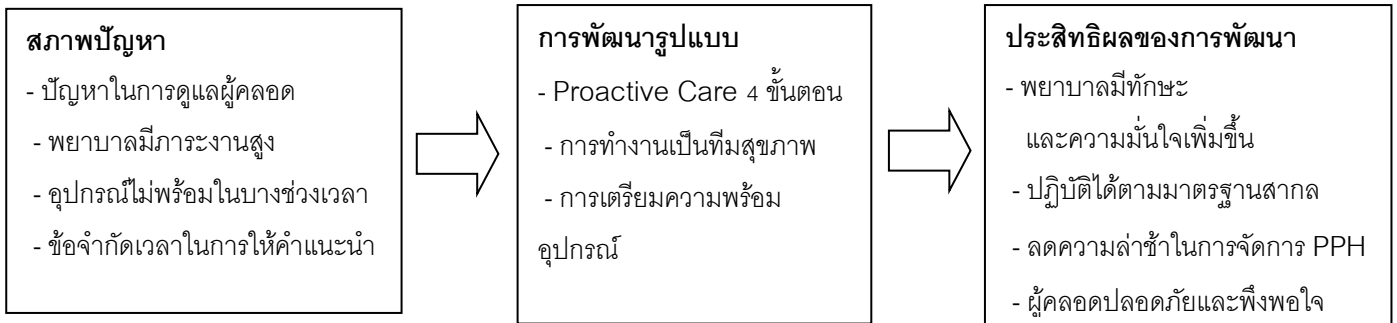 สภาพปัญหา
- ปัญหาในการดูแลผู้คลอด
- พยาบาลมีภาระงานสูง
- อุปกรณ์ไม่พร้อมในบางช่วงเวลา
- ข้อจำกัดเวลาในการให้คำแนะนำ
การพัฒนารูปแบบ
- Proactive Care 4 ขั้นตอน
- การทำงานเป็นทีมสุขภาพ
- การเตรียมความพร้อม
อุปกรณ์
ประสิทธิผลของการพัฒนา
- พยาบาลมีทักษะ
และความมั่นใจเพิ่มขึ้น
- ปฏิบัติได้ตามมาตรฐานสากล
- ลดความล่าช้าในการจัดการ PPH
- ผู้คลอดปลอดภัยและพึงพอใจ